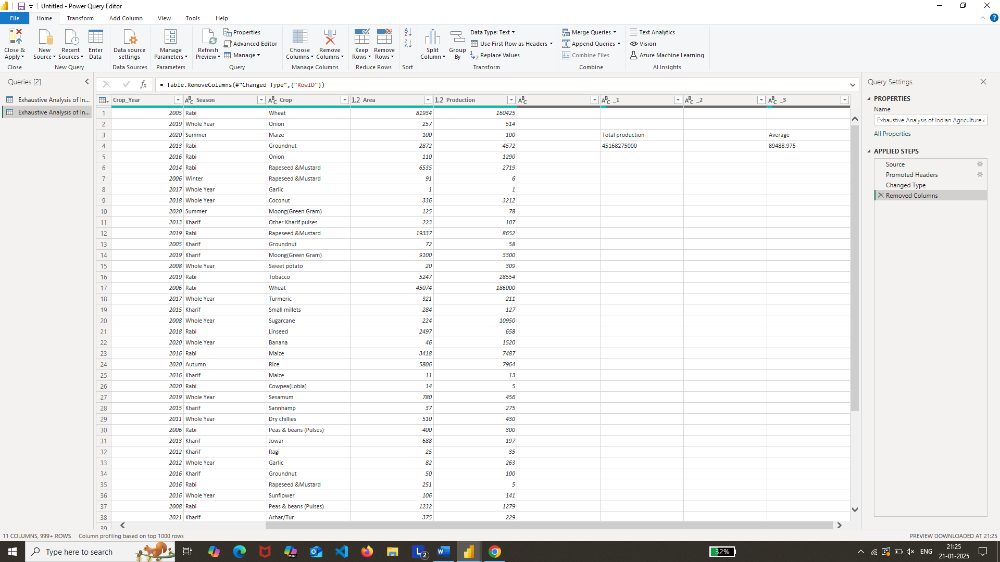 Untitled - Power Query Editor
File Home Transform Add Column View Tools Help
Close & Apply
New Source
Recent Sources
Enter Data
Data source settings
Manage Parameters
Refresh Preview
Properties
Advanced Editor
Manage
Choose Columns
Remove Columns
Keep Rows
Remove Rows
Split Column
Group By
Data Type: Text
Use First Row as Headers
Replace Values
Merge Queries
Append Queries
Combine Files
Text Analytics
Vision
Azure Machine Learning
Close New Query Data Sources Parameters Query Manage Columns Reduce Rows Sort Transform Combine AI Insights
Queries [2]
Exhaustive Analysis of In...
Exhaustive Analysis of In...
fx = Table.RemoveColumns(#"Changed Type",{"RowID"})
Crop_Year ABC Season ABC Crop 1.2 Area 1.2 Production ABC ABC _1 ABC _2 ABC _3
1 2005 Rabi Wheat 81934 160425
2 2019 Whole Year Onion 257 514
3 2020 Summer Maize 100 100 Total production Average
4 2013 Rabi Groundnut 2872 4572 45168275000 89488.975
5 2016 Rabi Onion 110 1290
6 2014 Rabi Rapeseed &Mustard 6535 2719
7 2006 Winter Rapeseed &Mustard 91 6
8 2017 Whole Year Garlic 1 1
9 2018 Whole Year Coconut 336 3212
10 2020 Summer Moong(Green Gram) 125 78
11 2013 Kharif Other Kharif pulses 223 107
12 2019 Rabi Rapeseed &Mustard 19337 8652
13 2005 Kharif Groundnut 72 58
14 2019 Kharif Moong(Green Gram) 9100 3300
15 2008 Whole Year Sweet potato 20 309
16 2019 Rabi Tobacco 5247 28554
17 2006 Rabi Wheat 45074 186000
18 2017 Whole Year Turmeric 321 211
19 2015 Kharif Small millets 284 127
20 2008 Whole Year Sugarcane 224 10950
21 2018 Rabi Linseed 2497 658
22 2020 Whole Year Banana 46 1520
23 2016 Rabi Maize 3418 7487
24 2020 Autumn Rice 5806 7964
25 2016 Kharif Maize 11 13
26 2020 Rabi Cowpea(Lobia) 14 5
27 2019 Whole Year Sesamum 780 456
28 2015 Kharif Sannhamp 37 275
29 2011 Whole Year Dry chillies 510 430
30 2006 Rabi Peas & beans (Pulses) 400 300
31 2013 Kharif Jowar 688 197
32 2012 Kharif Ragi 25 35
33 2012 Whole Year Garlic 82 263
34 2016 Kharif Groundnut 50 100
35 2016 Rabi Rapeseed &Mustard 251 5
36 2016 Whole Year Sunflower 106 141
37 2008 Rabi Peas & beans (Pulses) 1232 1279
38 2021 Kharif Arhar/Tur 375 229
39
Query Settings
PROPERTIES
Name
Exhaustive Analysis of Indian Agriculture
All Properties
APPLIED STEPS
Source
Promoted Headers
Changed Type
Removed Columns
11 COLUMNS, 999+ ROWS Column profiling based on top 1000 rows PREVIEW DOWNLOADED AT 21:25
Type here to search
M365
L 2
32%
ENG
21:25
21-01-2025